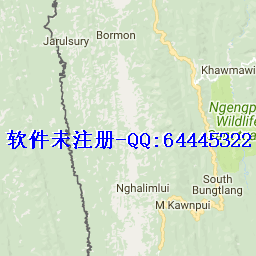 Bormon
Jarulsury
Khawmawi
Ngengp
Wildlife
软件未注册-QQ:64445322
Nghalimlui
South
Bungtlang
M Kawnpui